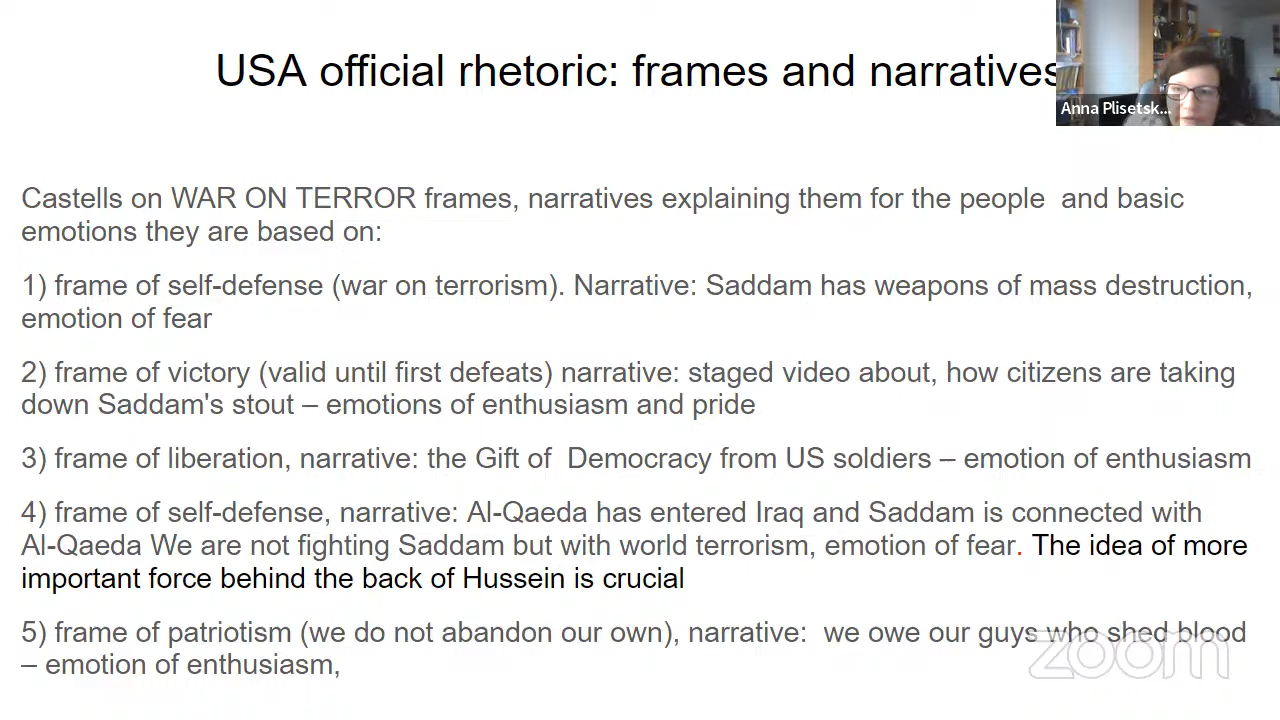 USA official rhetoric: frames and narratives
Anna Plisetsk...
Castells on WAR ON TERROR frames, narratives explaining them for the people and basic
emotions they are based on:
1) frame of self-defense (war on terrorism). Narrative: Saddam has weapons of mass destruction,
emotion of fear
2) frame of victory (valid until first defeats) narrative: staged video about, how citizens are taking
down Saddam's stout – emotions of enthusiasm and pride
3) frame of liberation, narrative: the Gift of Democracy from US soldiers – emotion of enthusiasm
4) frame of self-defense, narrative: Al-Qaeda has entered Iraq and Saddam is connected with
Al-Qaeda We are not fighting Saddam but with world terrorism, emotion of fear. The idea of more
important force behind the back of Hussein is crucial
5) frame of patriotism (we do not abandon our own), narrative: we owe our guys who shed blood
– emotion of enthusiasm,
zoom